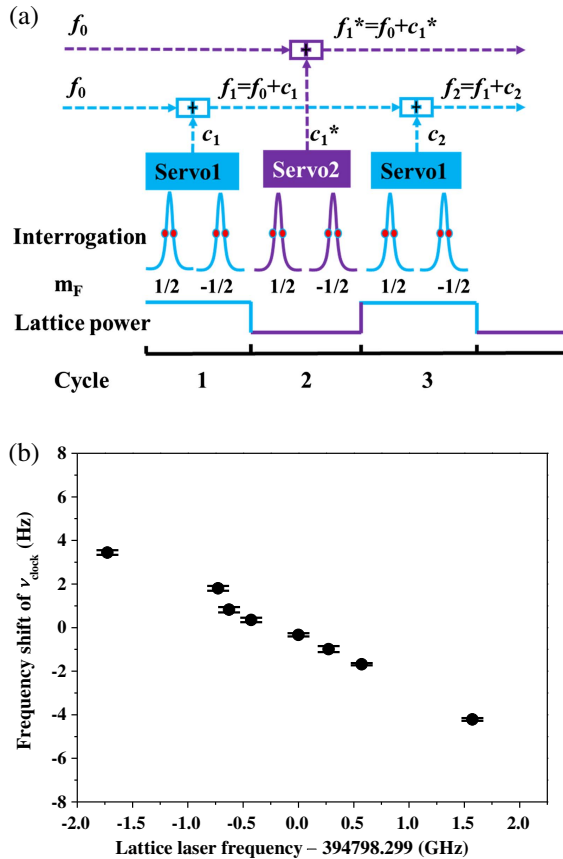 (a)
f₀ f₁*=f₀+c₁*
f₀ f₁=f₀+c₁ f₂=f₁+c₂
c₁ c₁* c₂
Servo1 Servo2 Servo1
Interrogation
m_F 1/2 -1/2 1/2 -1/2 1/2 -1/2
Lattice power
Cycle 1 2 3
(b)
Frequency shift of ν_clock (Hz)
8
6
4
2
0
-2
-4
-6
-8
-2.0 -1.5 -1.0 -0.5 0.0 0.5 1.0 1.5 2.0
Lattice laser frequency – 394798.299 (GHz)